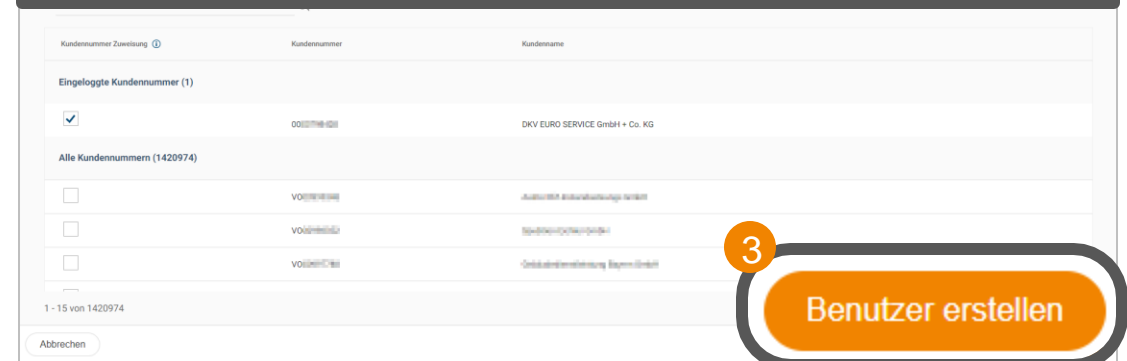 Kundennummer Zuweisung Kundennummer Kundenname
Eingeloggte Kundennummer (1)
DKV EURO SERVICE GmbH + Co. KG
Alle Kundennummern (1420974)
3
1 - 15 von 1420974
Benutzer erstellen
Abbrechen